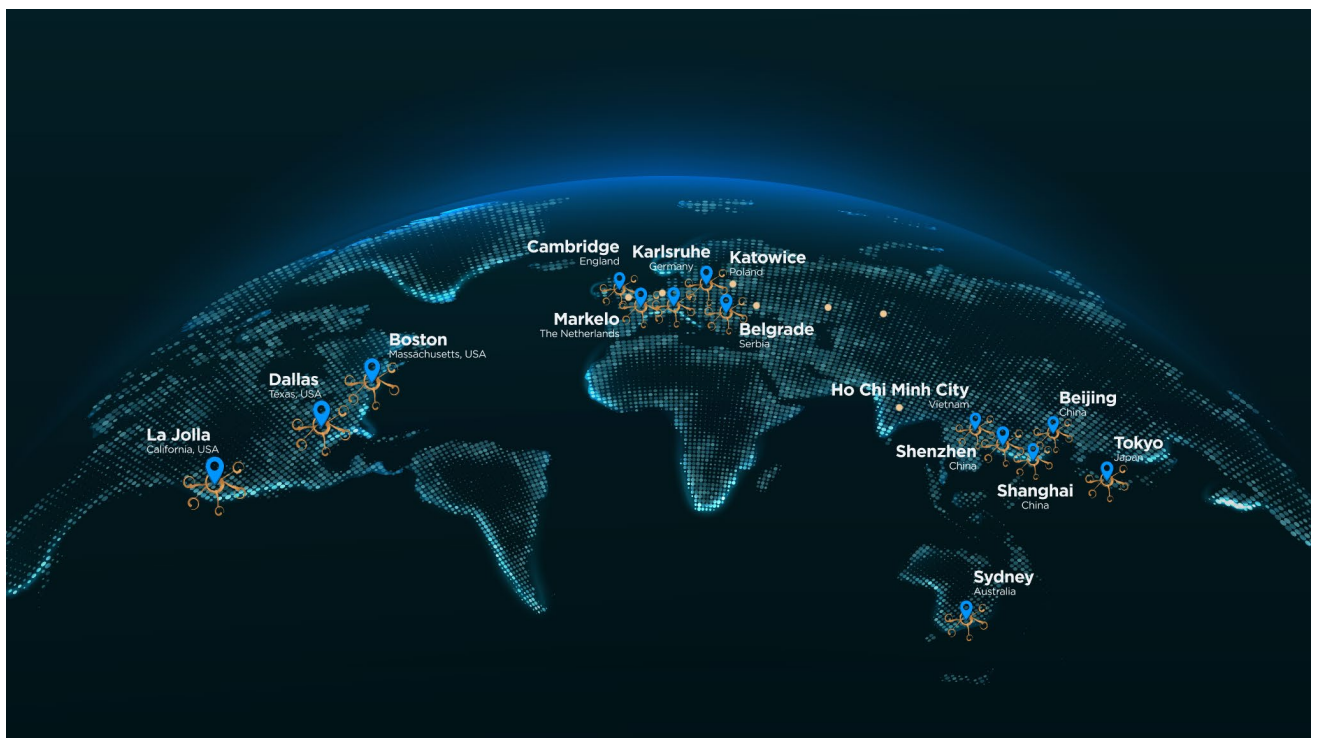 Cambridge
England
Karlsruhe
Germany
Katowice
Poland
Markelo
The Netherlands
Belgrade
Serbia
Boston
Massachusetts, USA
Dallas
Texas, USA
La Jolla
California, USA
Ho Chi Minh City
Vietnam
Beijing
China
Shenzhen
China
Tokyo
Japan
Shanghai
China
Sydney
Australia